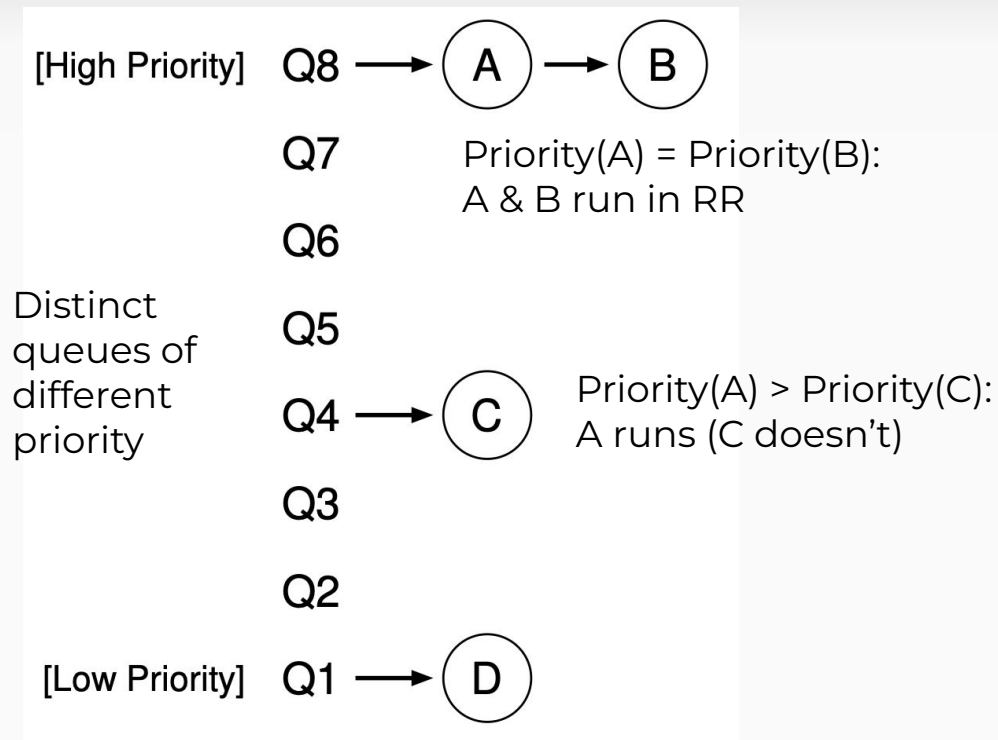 [High Priority] Q8 A B
Q7
Priority(A) = Priority(B):
A & B run in RR
Q6
Distinct
queues of
different
priority
Q5
Q4 C
Priority(A) > Priority(C):
A runs (C doesn’t)
Q3
Q2
[Low Priority] Q1 D